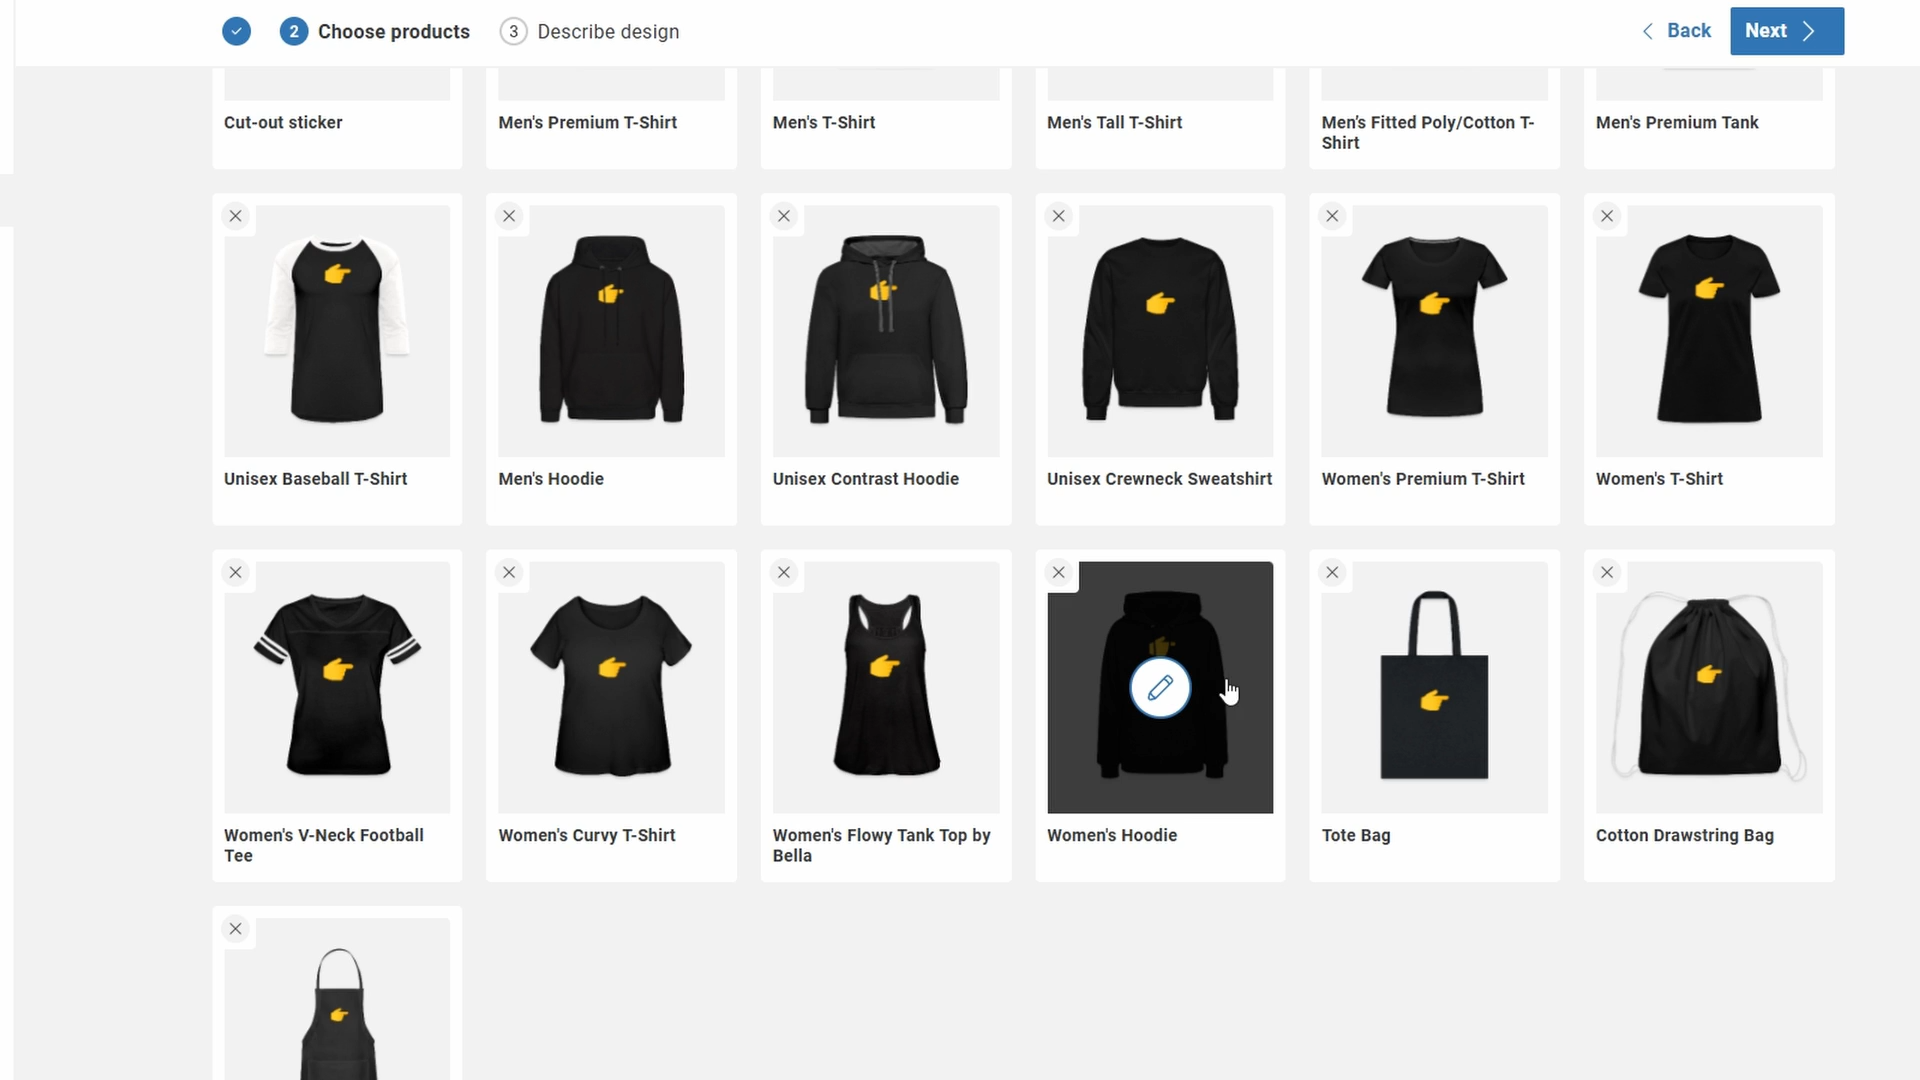 2 Choose products
3 Describe design
Back
Next
Cut-out sticker
Men's Premium T-Shirt
Men's T-Shirt
Men's Tall T-Shirt
Men’s Fitted Poly/Cotton T-
Shirt
Men's Premium Tank
Unisex Baseball T-Shirt
Men's Hoodie
Unisex Contrast Hoodie
Unisex Crewneck Sweatshirt
Women's Premium T-Shirt
Women's T-Shirt
Women's V-Neck Football
Tee
Women's Curvy T-Shirt
Women's Flowy Tank Top by
Bella
Women's Hoodie
Tote Bag
Cotton Drawstring Bag